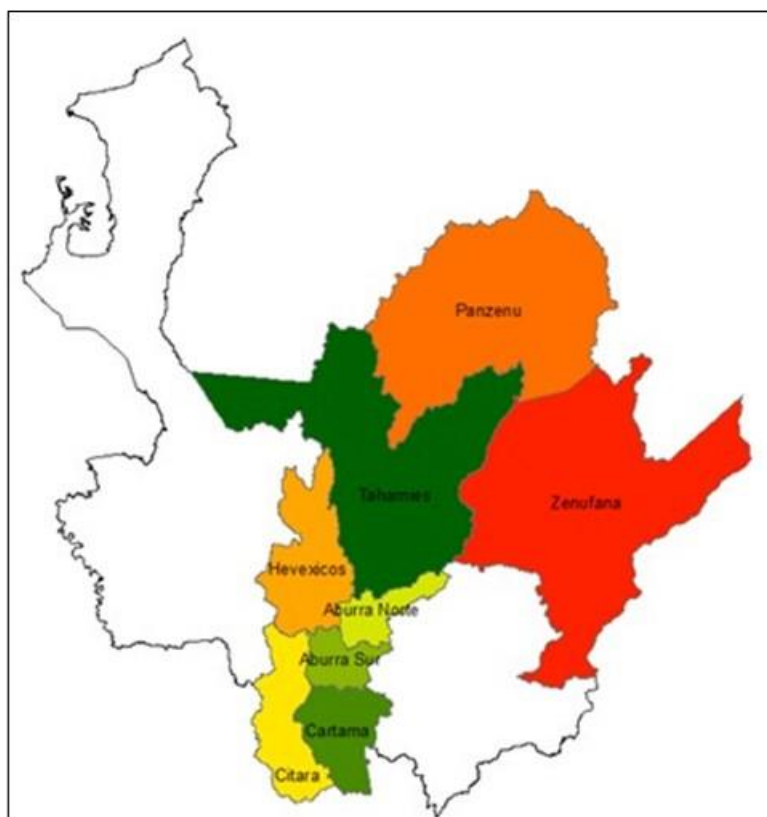 Panzenu
Tahamies
Zenufana
Hevexicos
Aburra Norte
Aburra Sur
Cartama
Citara